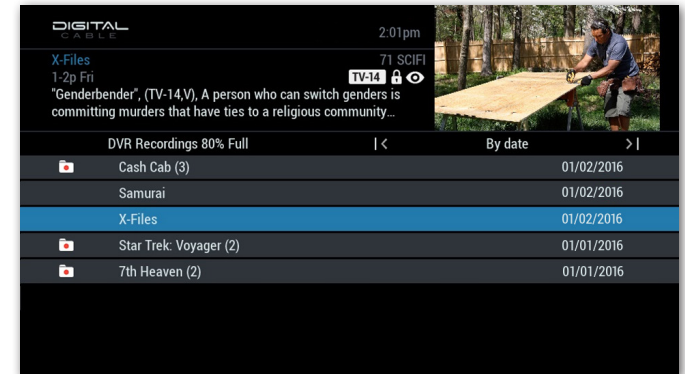 DIGITAL
CABLE
2:01pm
X-Files 71 SCIFI
1-2p Fri TV-14
"Genderbender", (TV-14,V), A person who can switch genders is
committing murders that have ties to a religious community...
DVR Recordings 80% Full |< By date >|
Cash Cab (3) 01/02/2016
Samurai 01/02/2016
X-Files 01/02/2016
Star Trek: Voyager (2) 01/01/2016
7th Heaven (2) 01/01/2016